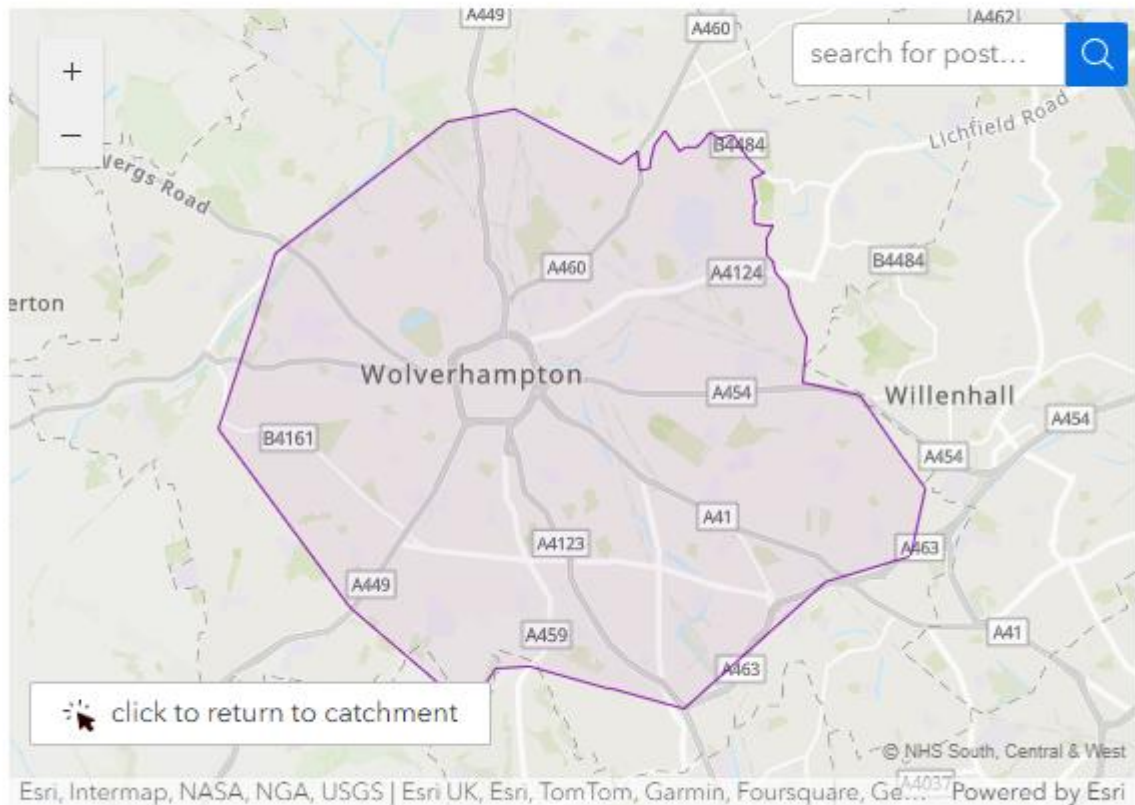 A449
A462
A460
+
search for post...
−
B4484
Lichfield Road
Wergs Road
A460
A4124
B4484
erton
Wolverhampton
A454
Willenhall
A454
B4161
A454
A41
A4123
A463
A449
A459
A41
A463
click to return to catchment
© NHS South, Central & West
A4037
Esri, Intermap, NASA, NGA, USGS | Esri UK, Esri, TomTom, Garmin, Foursquare, Ge... Powered by Esri